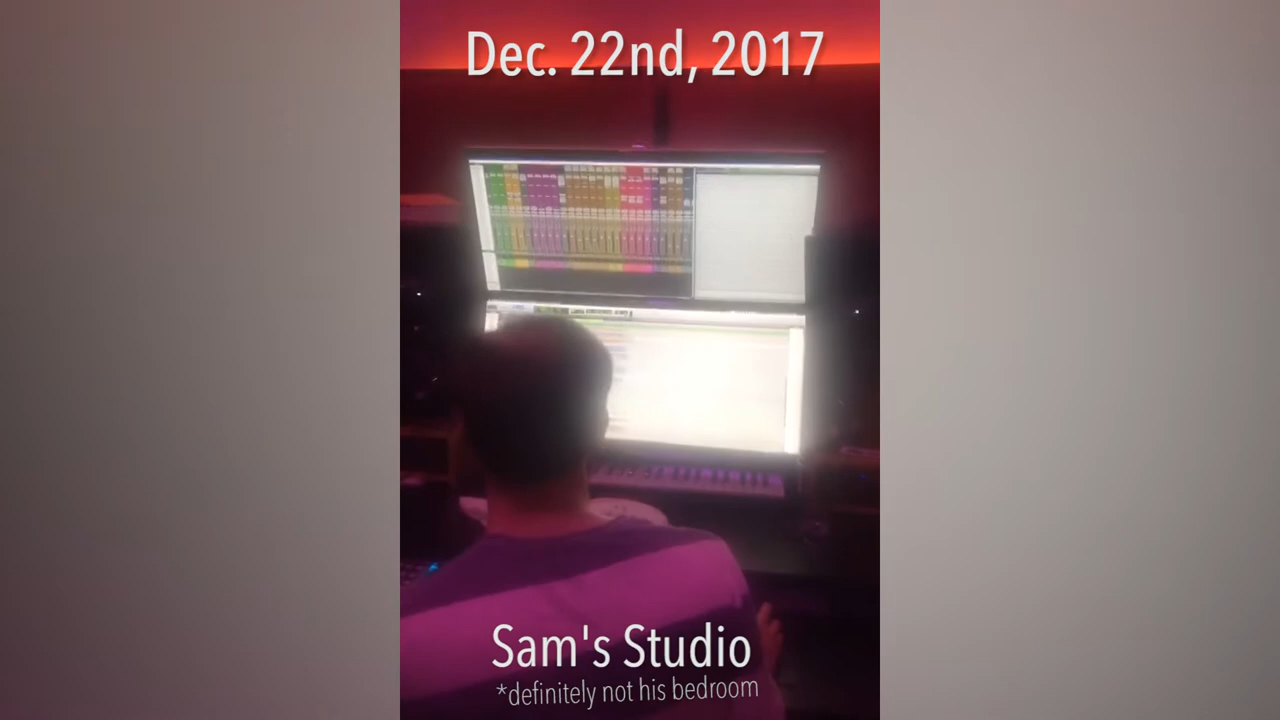 Dec. 22nd, 2017
Sam's Studio
*definitely not his bedroom